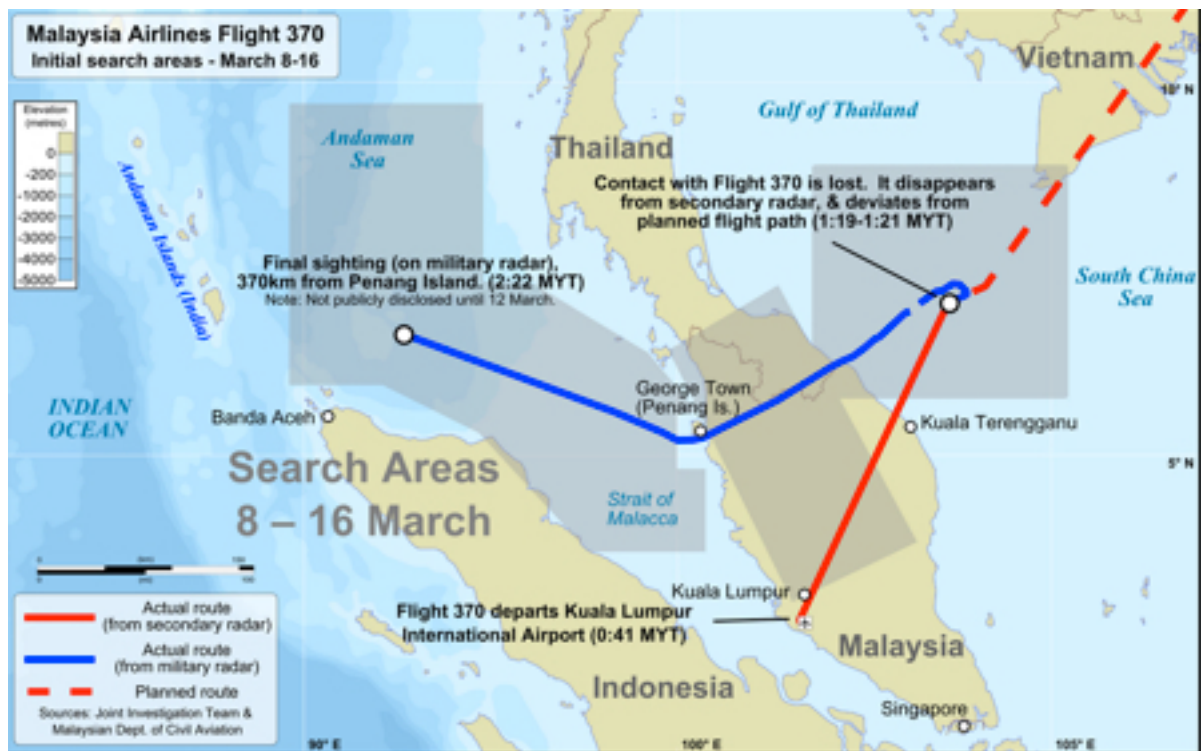 Malaysia Airlines Flight 370
Initial search areas - March 8-16
Elevation
(metres)
0
-200
-1000
-2000
-3000
-4000
-5000
Andaman Islands (India)
Andaman
Sea
Thailand
Gulf of Thailand
Vietnam
10° N
Contact with Flight 370 is lost. It disappears
from secondary radar, & deviates from
planned flight path (1:19-1:21 MYT)
Final sighting (on military radar),
370km from Penang Island. (2:22 MYT)
Note: Not publicly disclosed until 12 March.
South China
Sea
INDIAN
OCEAN
Banda Aceh
George Town
(Penang Is.)
Kuala Terengganu
5° N
Search Areas
8 – 16 March
Strait of
Malacca
Kuala Lumpur
Flight 370 departs Kuala Lumpur
International Airport (0:41 MYT)
Malaysia
Indonesia
Singapore
Actual route
(from secondary radar)
Actual route
(from military radar)
Planned route
Sources: Joint Investigation Team &
Malaysian Dept. of Civil Aviation
90° E
100° E
105° E